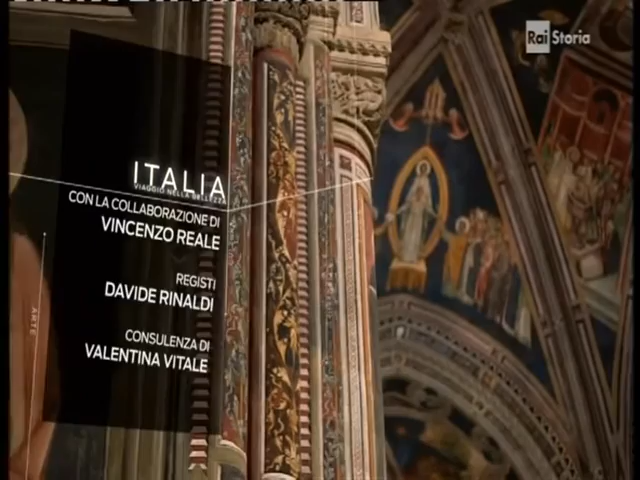 Rai Storia
ITALIA
VIAGGIO NELLA BELLEZZA
CON LA COLLABORAZIONE DI
VINCENZO REALE
REGISTI
DAVIDE RINALDI
ARTE
CONSULENZA DI
VALENTINA VITALE